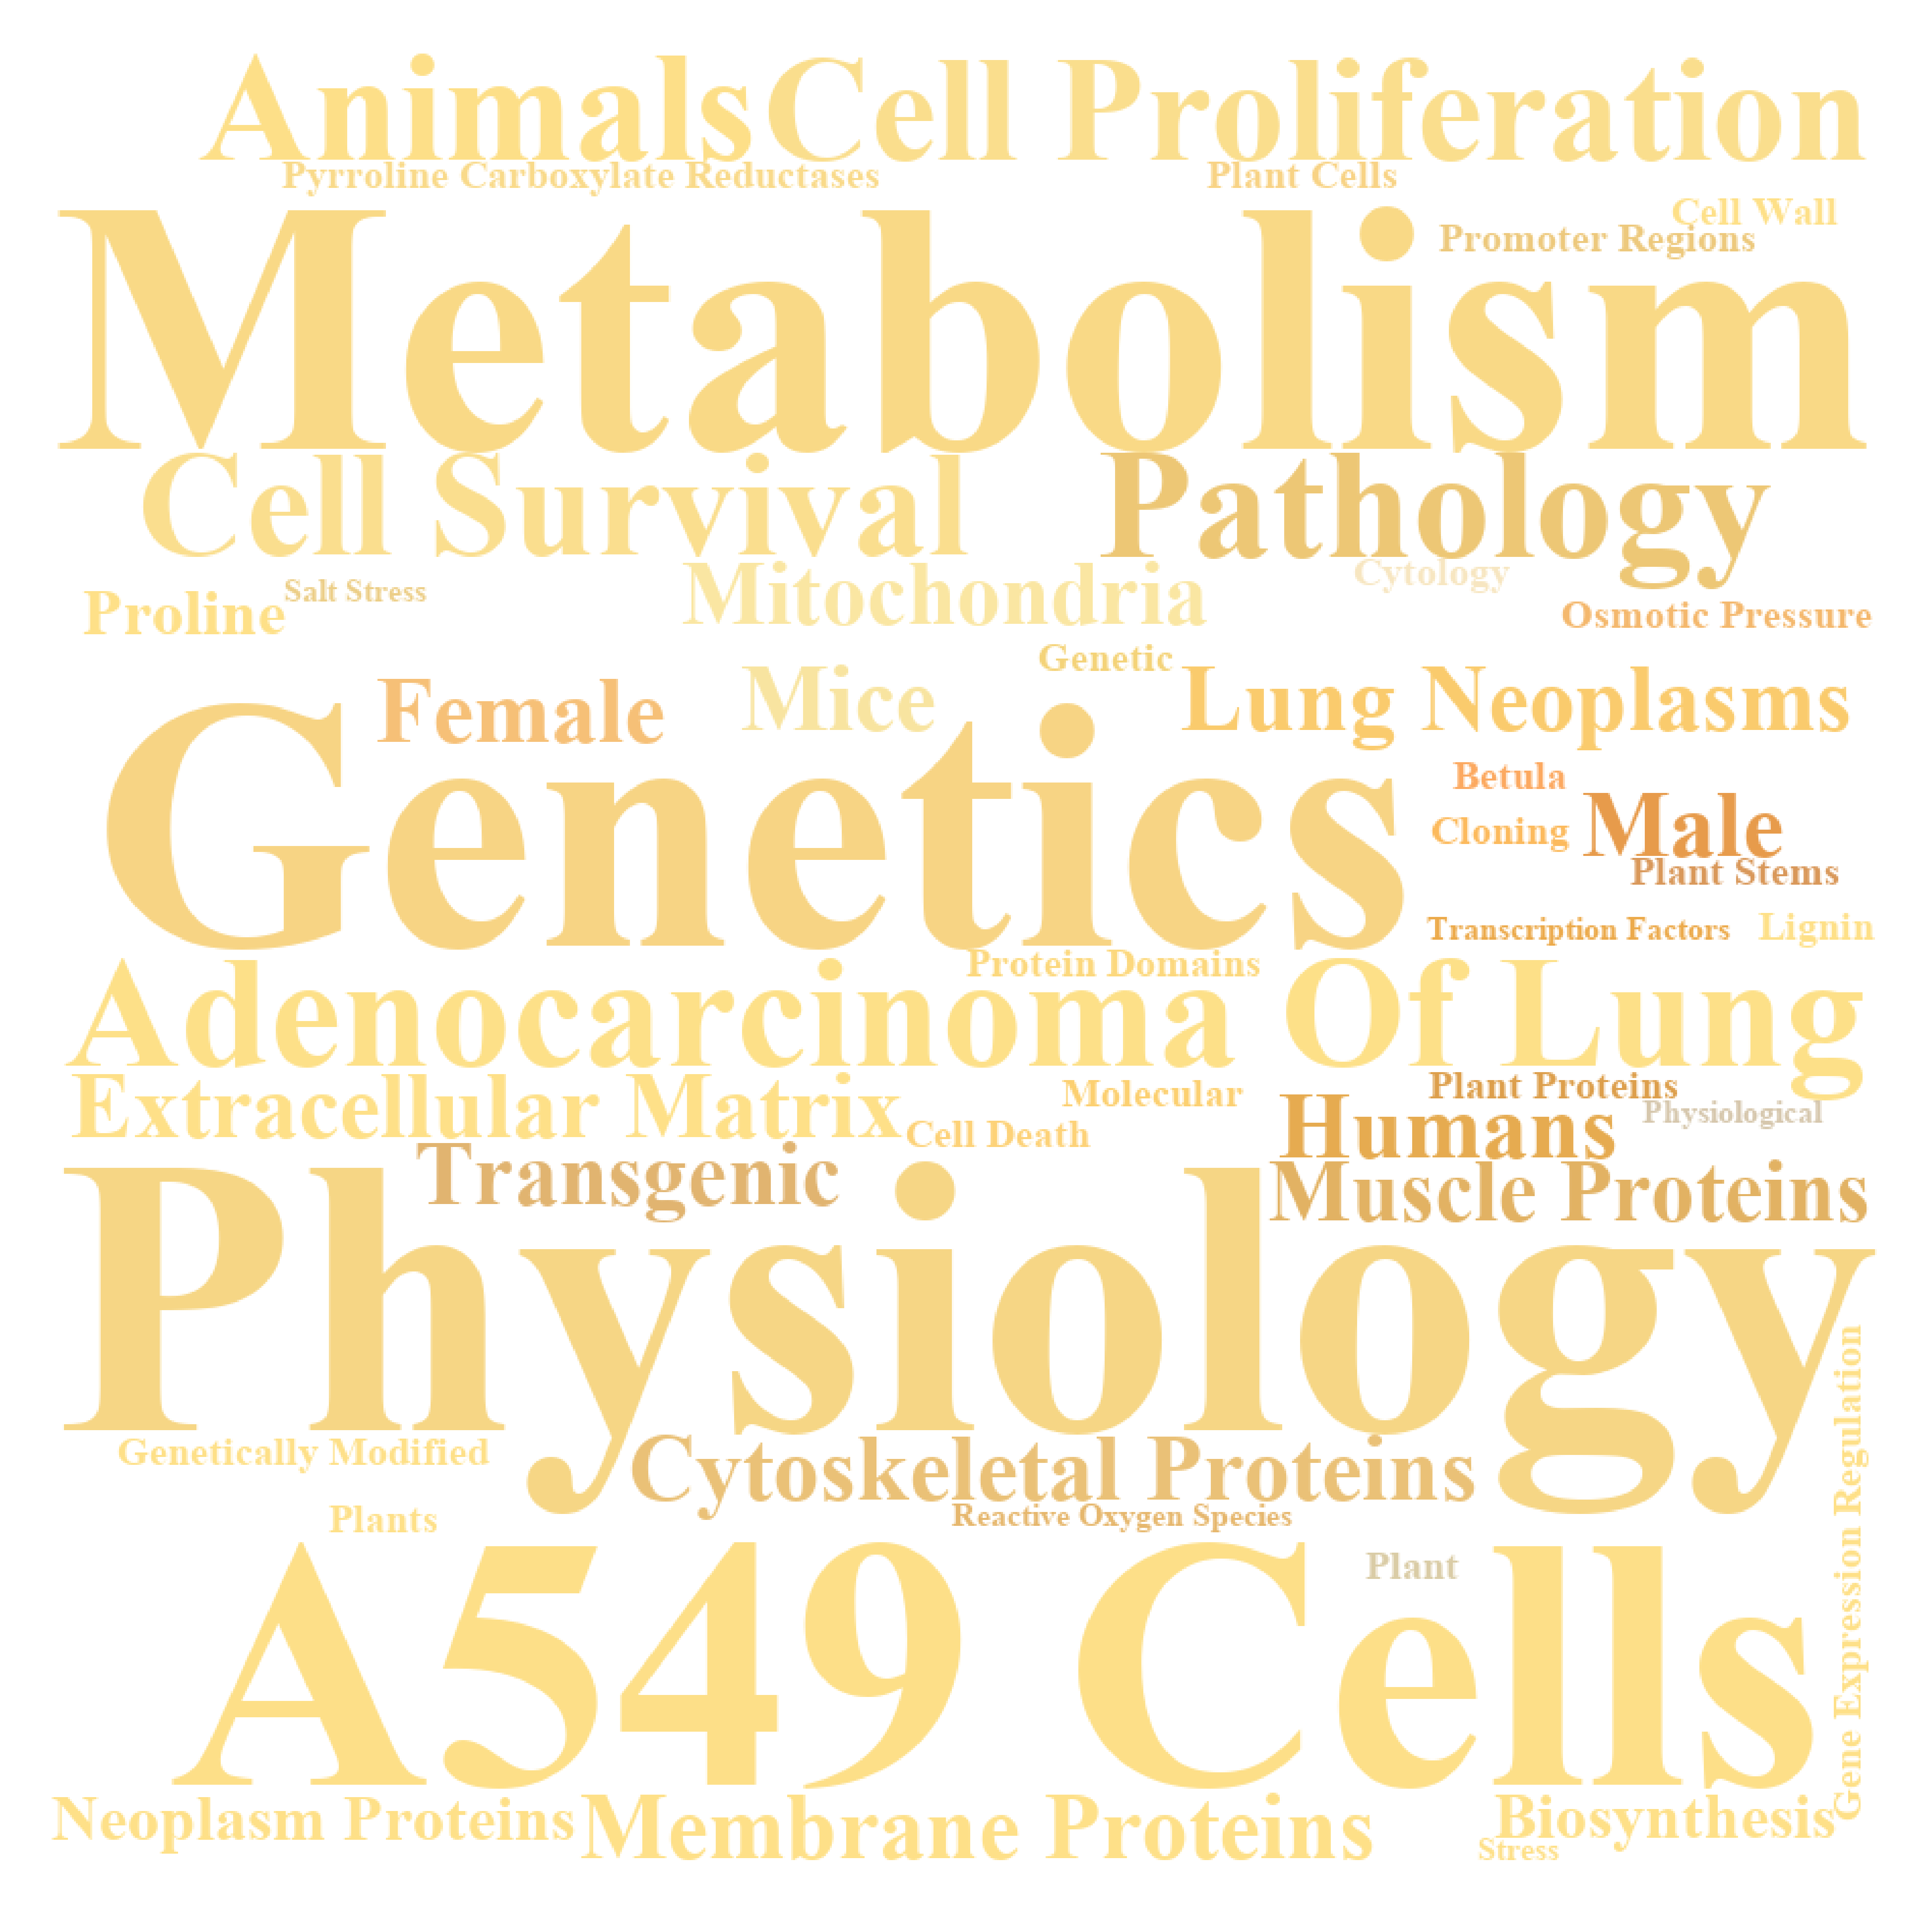 Animals Cell Proliferation
Pyrroline Carboxylate Reductases
Plant Cells
Cell Wall
Metabolism
Promoter Regions
Cell Survival
Pathology
Proline
Salt Stress
Mitochondria
Cytology
Osmotic Pressure
Genetic
Female
Mice
Lung Neoplasms
Genetics
Betula
Cloning
Male
Plant Stems
Transcription Factors
Lignin
Protein Domains
Adenocarcinoma Of Lung
Extracellular Matrix
Molecular
Plant Proteins
Physiological
Cell Death
Humans
Transgenic
Muscle Proteins
Physiology
Gene Expression Regulation
Genetically Modified
Cytoskeletal Proteins
Plants
Reactive Oxygen Species
Plant
A549 Cells
Neoplasm Proteins
Membrane Proteins
Biosynthesis
Stress